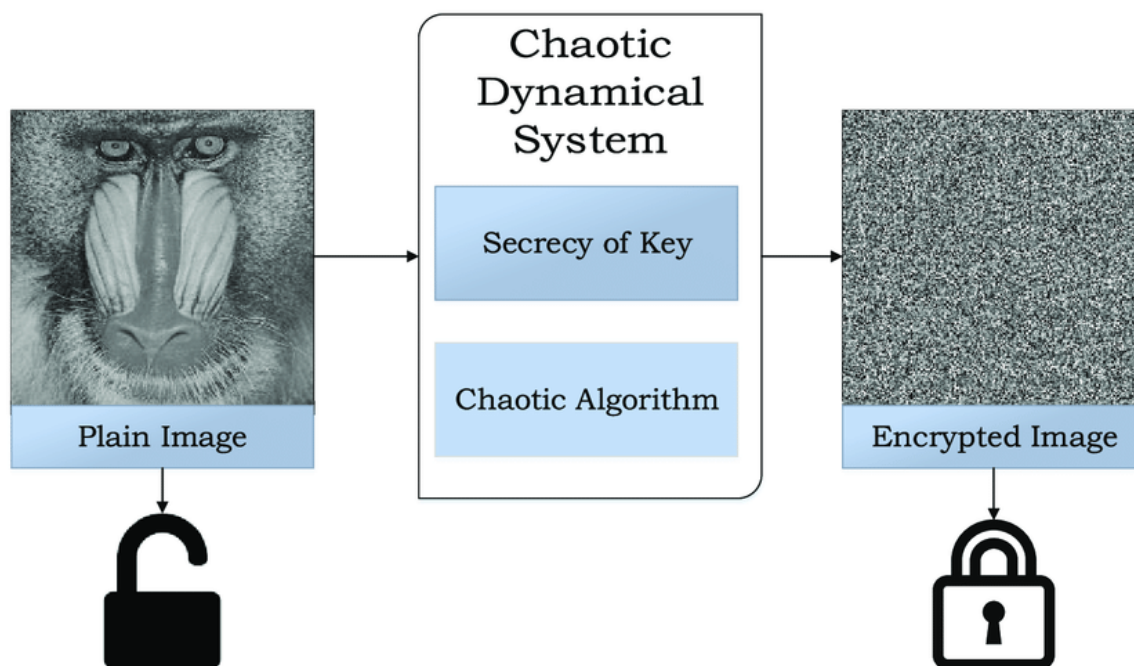 Chaotic
Dynamical
System
Secrecy of Key
Chaotic Algorithm
Plain Image
Encrypted Image